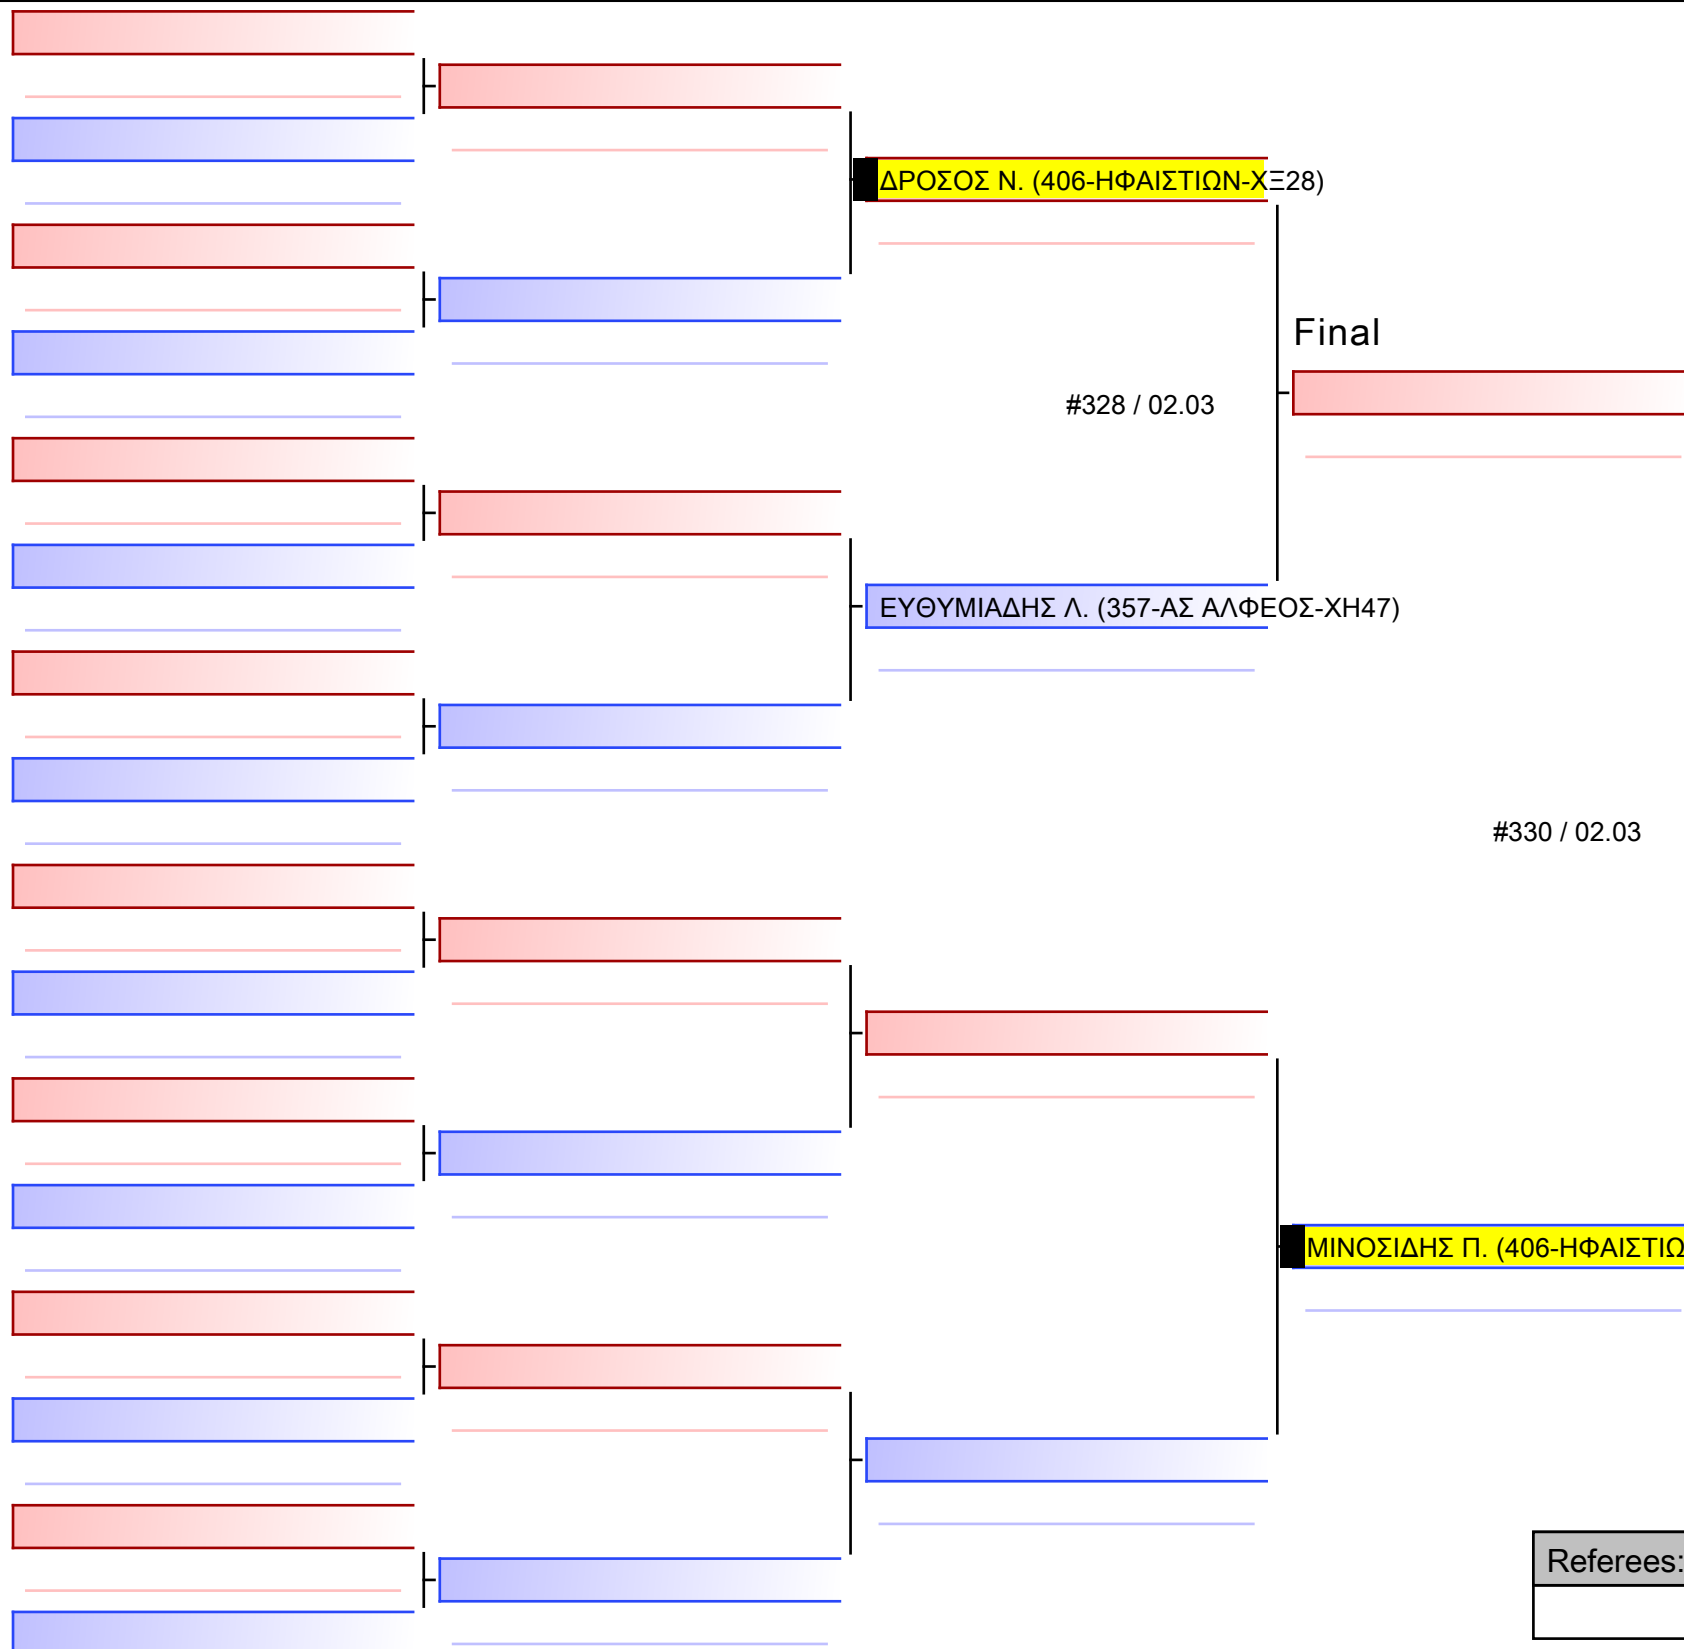 ΔΡΟΣΟΣ Ν. (406-ΗΦΑΙΣΤΙΩΝ-ΧΞ28)
Final
#328 / 02.03
ΕΥΘΥΜΙΑΔΗΣ Λ. (357-ΑΣ ΑΛΦΕΟΣ-ΧΗ47)
#330 / 02.03
ΜΙΝΟΣΙΔΗΣ Π. (406-ΗΦΑΙΣΤΙΩ
Referees: